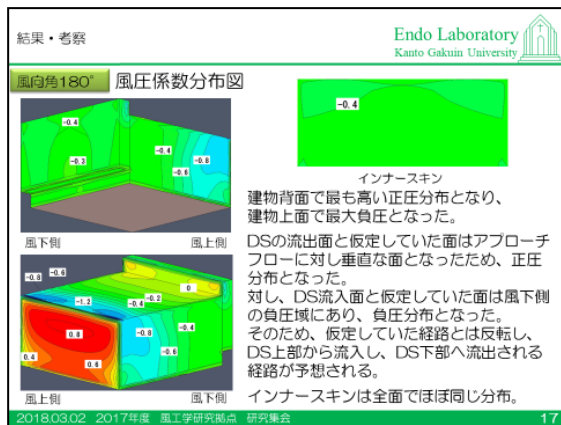 結果・考察
Endo Laboratory
Kanto Gakuin University
風向角180°
風圧係数分布図
-0.4
-0.3
-0.4
-0.6
-0.8
風下側
風上側
-0.4
インナースキン
建物背面で最も高い正圧分布となり、
建物上面で最大負圧となった。
DSの流出面と仮定していた面はアプローチ
フローに対し垂直な面となったため、正圧
分布となった。
対し、DS流入面と仮定していた面は風下側
の負圧域にあり、負圧分布となった。
そのため、仮定していた経路とは反転し、
DS上部から流入し、DS下部へ流出される
経路が予想される。
インナースキンは全面でほぼ同じ分布。
-0.8
-0.6
-1.2
-0.4
-0.2
0
0.8
-0.8
-0.4
-0.6
0.4
0.6
風上側
風下側
2018.03.02 2017年度 風工学研究拠点 研究集会
17